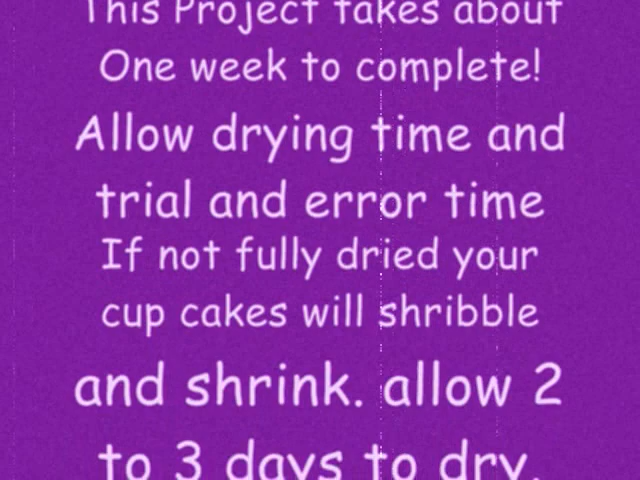 This Project takes about
One week to complete!
Allow drying time and
trial and error time
If not fully dried your
cup cakes will shribble
and shrink. allow 2
to 3 days to dry.